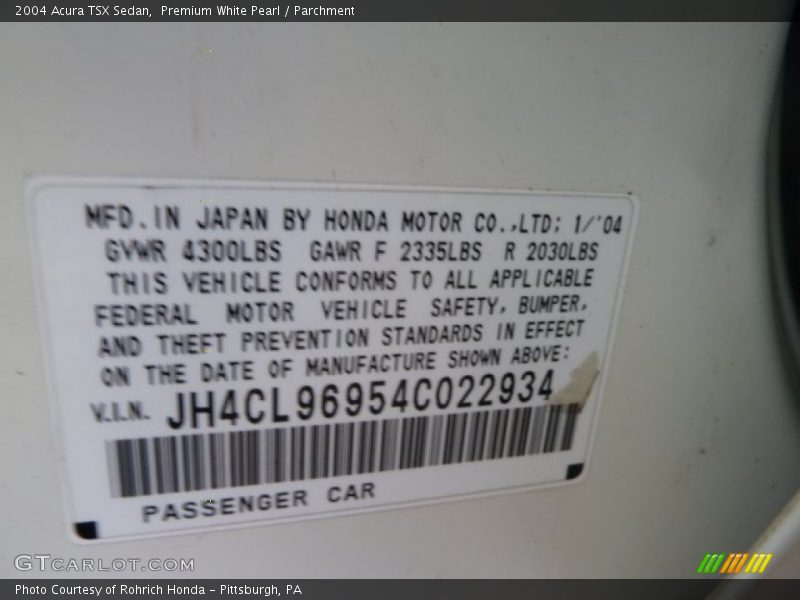 2004 Acura TSX Sedan,  Premium White Pearl / Parchment
MFD. IN JAPAN BY HONDA MOTOR CO.,LTD; 1/'04
GVWR 4300LBS GAWR F 2335LBS R 2030LBS
THIS VEHICLE CONFORMS TO ALL APPLICABLE
FEDERAL MOTOR VEHICLE SAFETY, BUMPER,
AND THEFT PREVENTION STANDARDS IN EFFECT
ON THE DATE OF MANUFACTURE SHOWN ABOVE:
V.I.N. JH4CL96954C022934
PASSENGER CAR
GTCARLOT.COM
Photo Courtesy of Rohrich Honda - Pittsburgh, PA